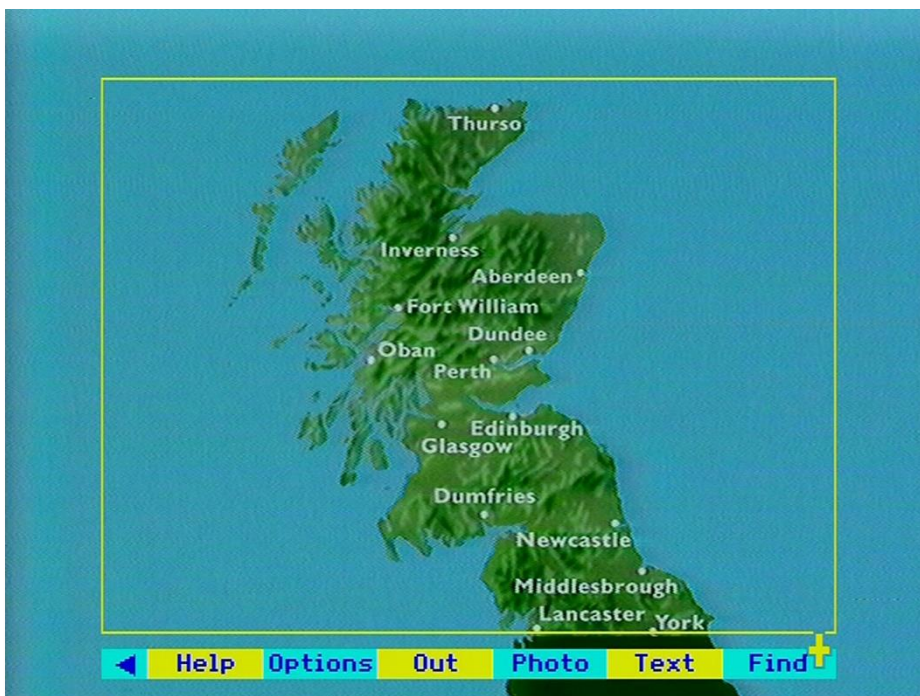 Thurso
Inverness
Aberdeen
Fort William
Dundee
Oban
Perth
Edinburgh
Glasgow
Dumfries
Newcastle
Middlesbrough
Lancaster
York
Help Options Out Photo Text Find